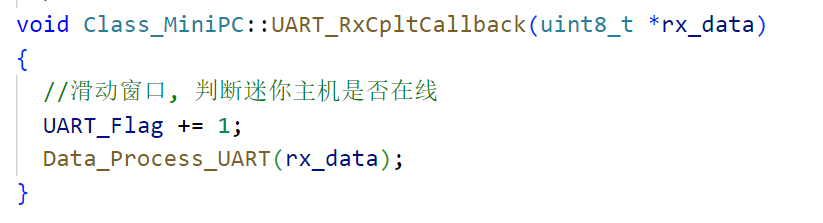 void Class_MiniPC::UART_RxCpltCallback(uint8_t *rx_data)
{
//滑动窗口, 判断迷你主机是否在线
UART_Flag += 1;
Data_Process_UART(rx_data);
}